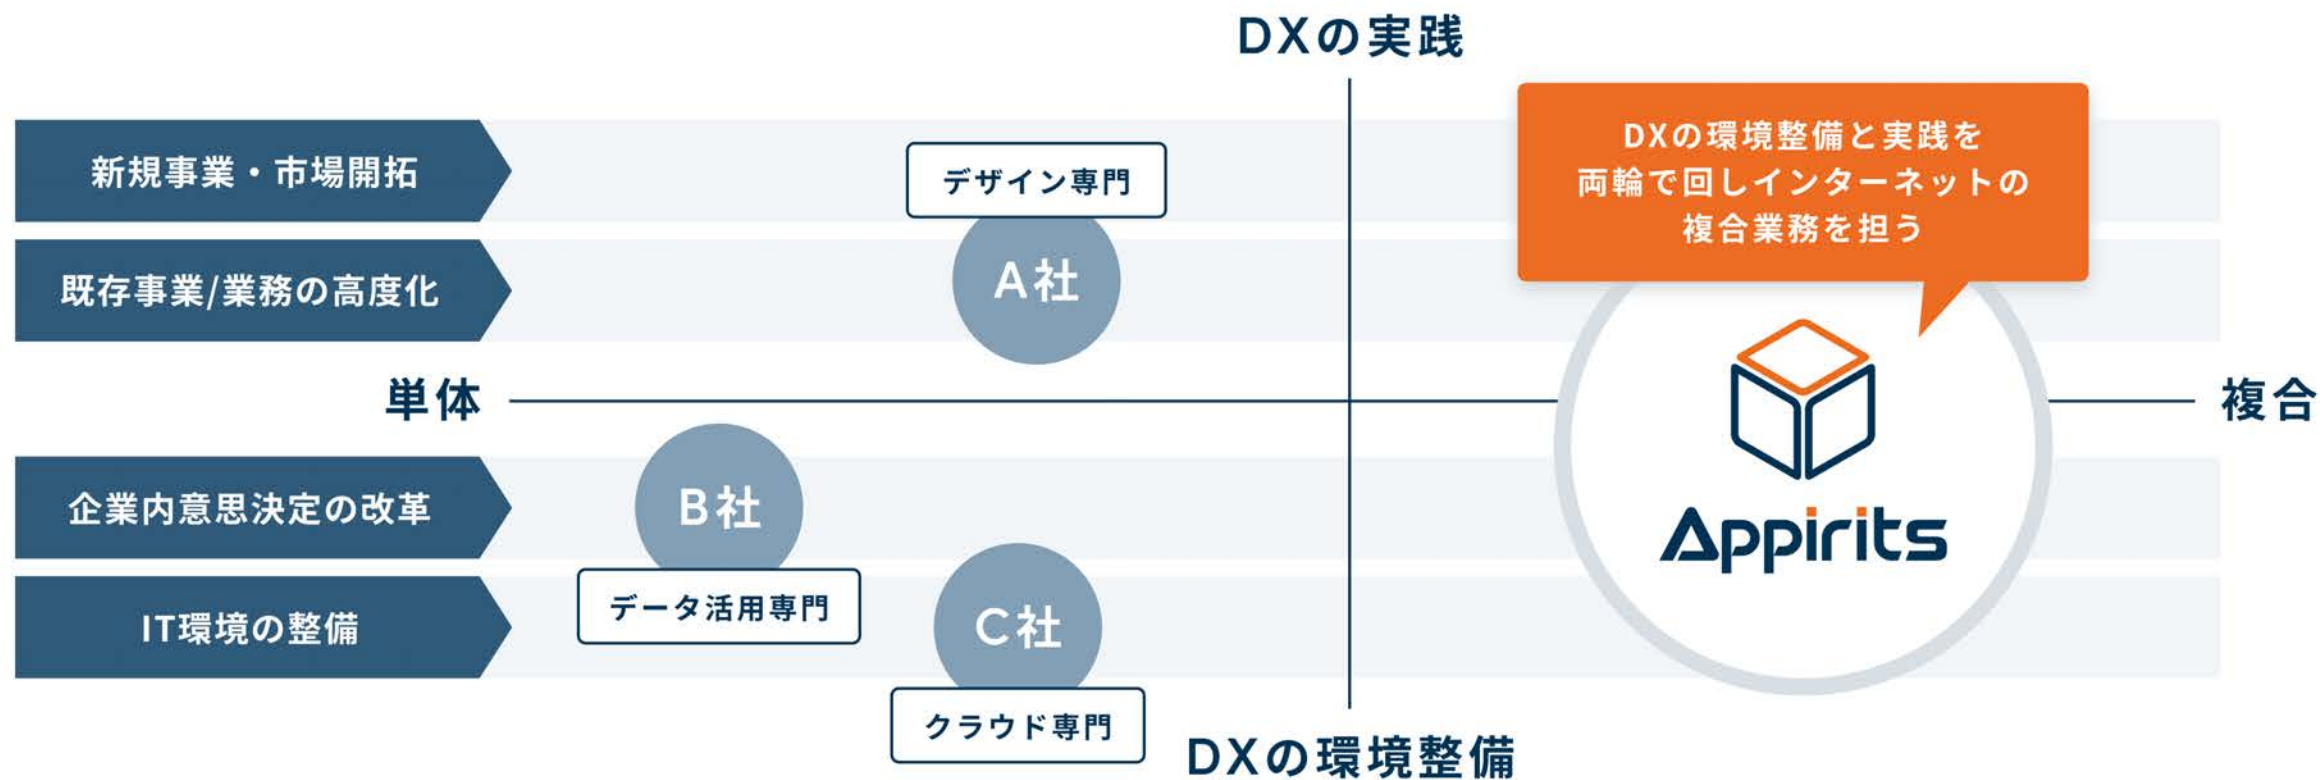 DXの実践
新規事業・市場開拓
デザイン専門
DXの環境整備と実践を
両輪で回しインターネットの
複合業務を担う
既存事業/業務の高度化
A社
単体
複合
企業内意思決定の改革
B社
Appirits
データ活用専門
IT環境の整備
C社
クラウド専門
DXの環境整備